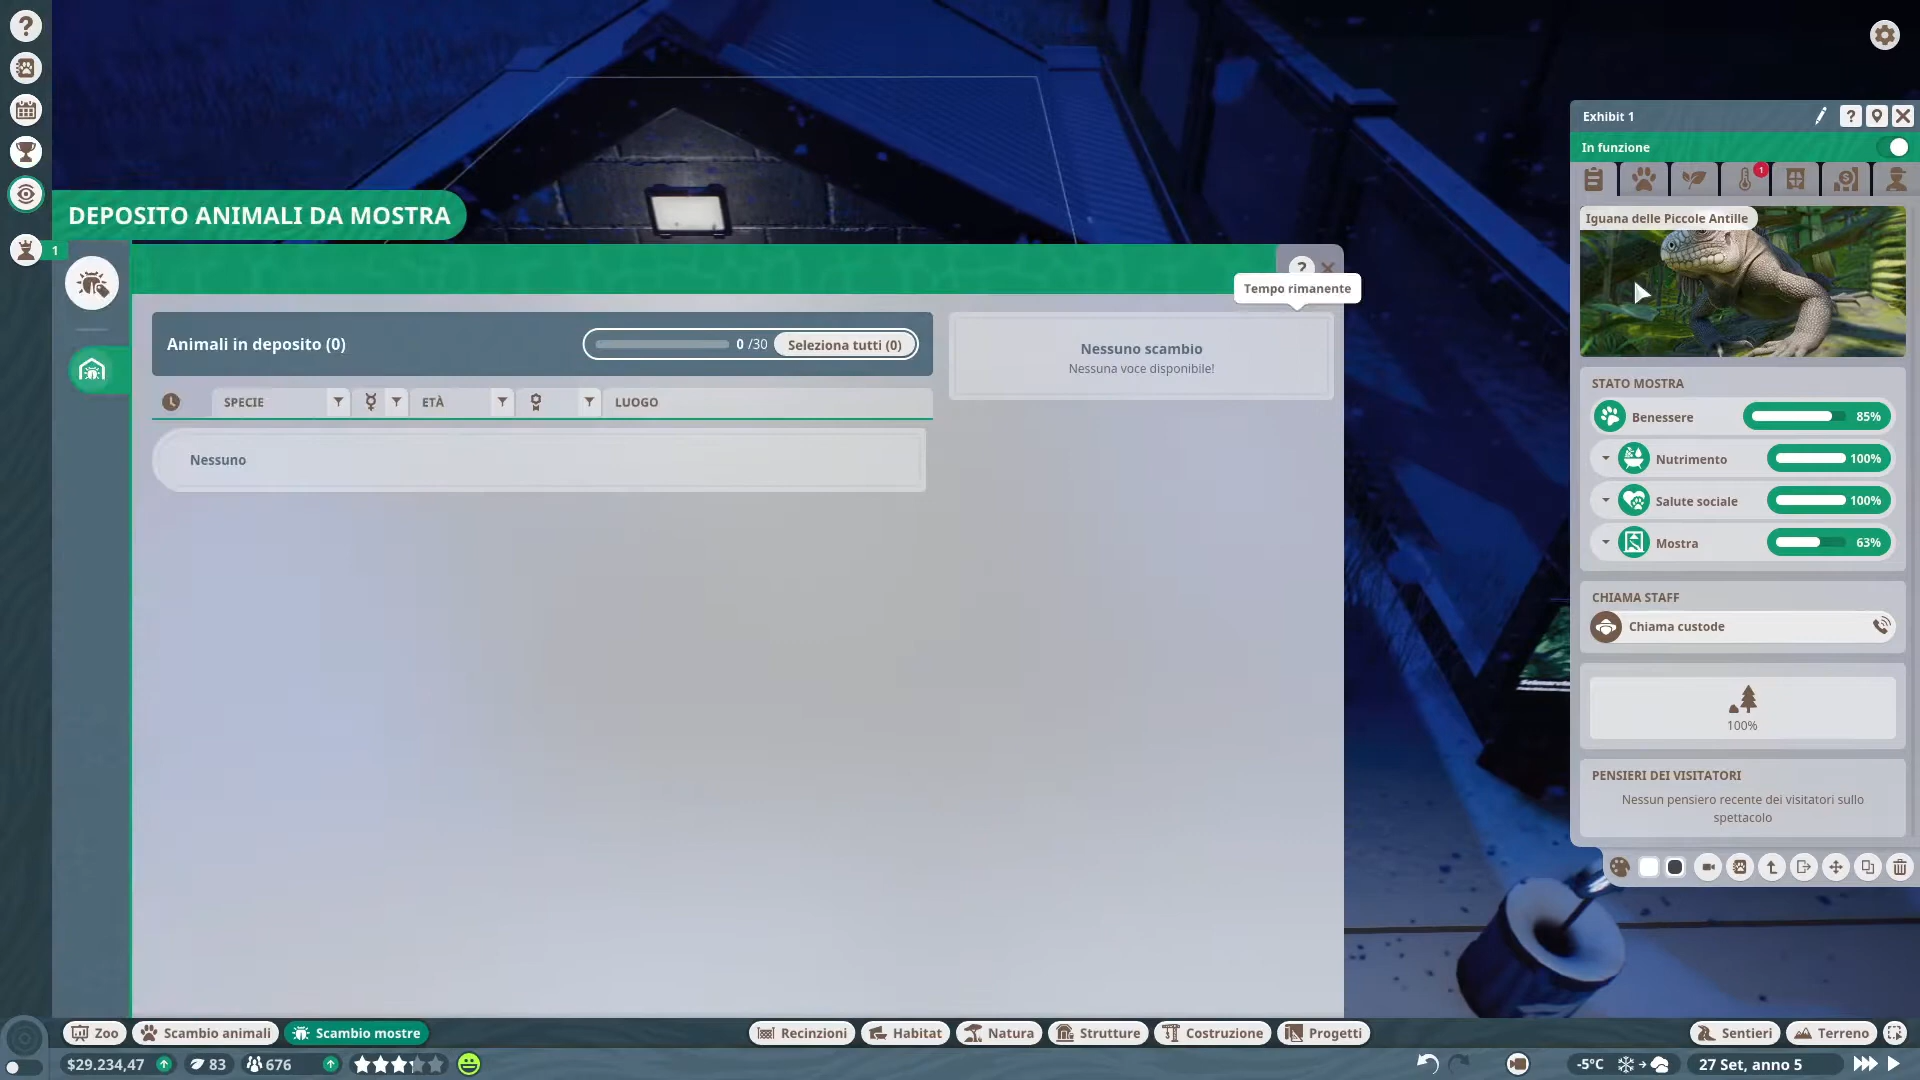 Exhibit 1
In funzione
1
Iguana delle Piccole Antille
DEPOSITO ANIMALI DA MOSTRA
1
Tempo rimanente
Animali in deposito (0)
0 /30
Seleziona tutti (0)
Nessuno scambio
Nessuna voce disponibile!
SPECIE
ETÀ
LUOGO
Nessuno
STATO MOSTRA
Benessere 85%
Nutrimento 100%
Salute sociale 100%
Mostra 63%
CHIAMA STAFF
Chiama custode
100%
PENSIERI DEI VISITATORI
Nessun pensiero recente dei visitatori sullo
spettacolo
Zoo
Scambio animali
Scambio mostre
Recinzioni
Habitat
Natura
Strutture
Costruzione
Progetti
Sentieri
Terreno
$29.234,47
83
676
-5°C
27 Set, anno 5